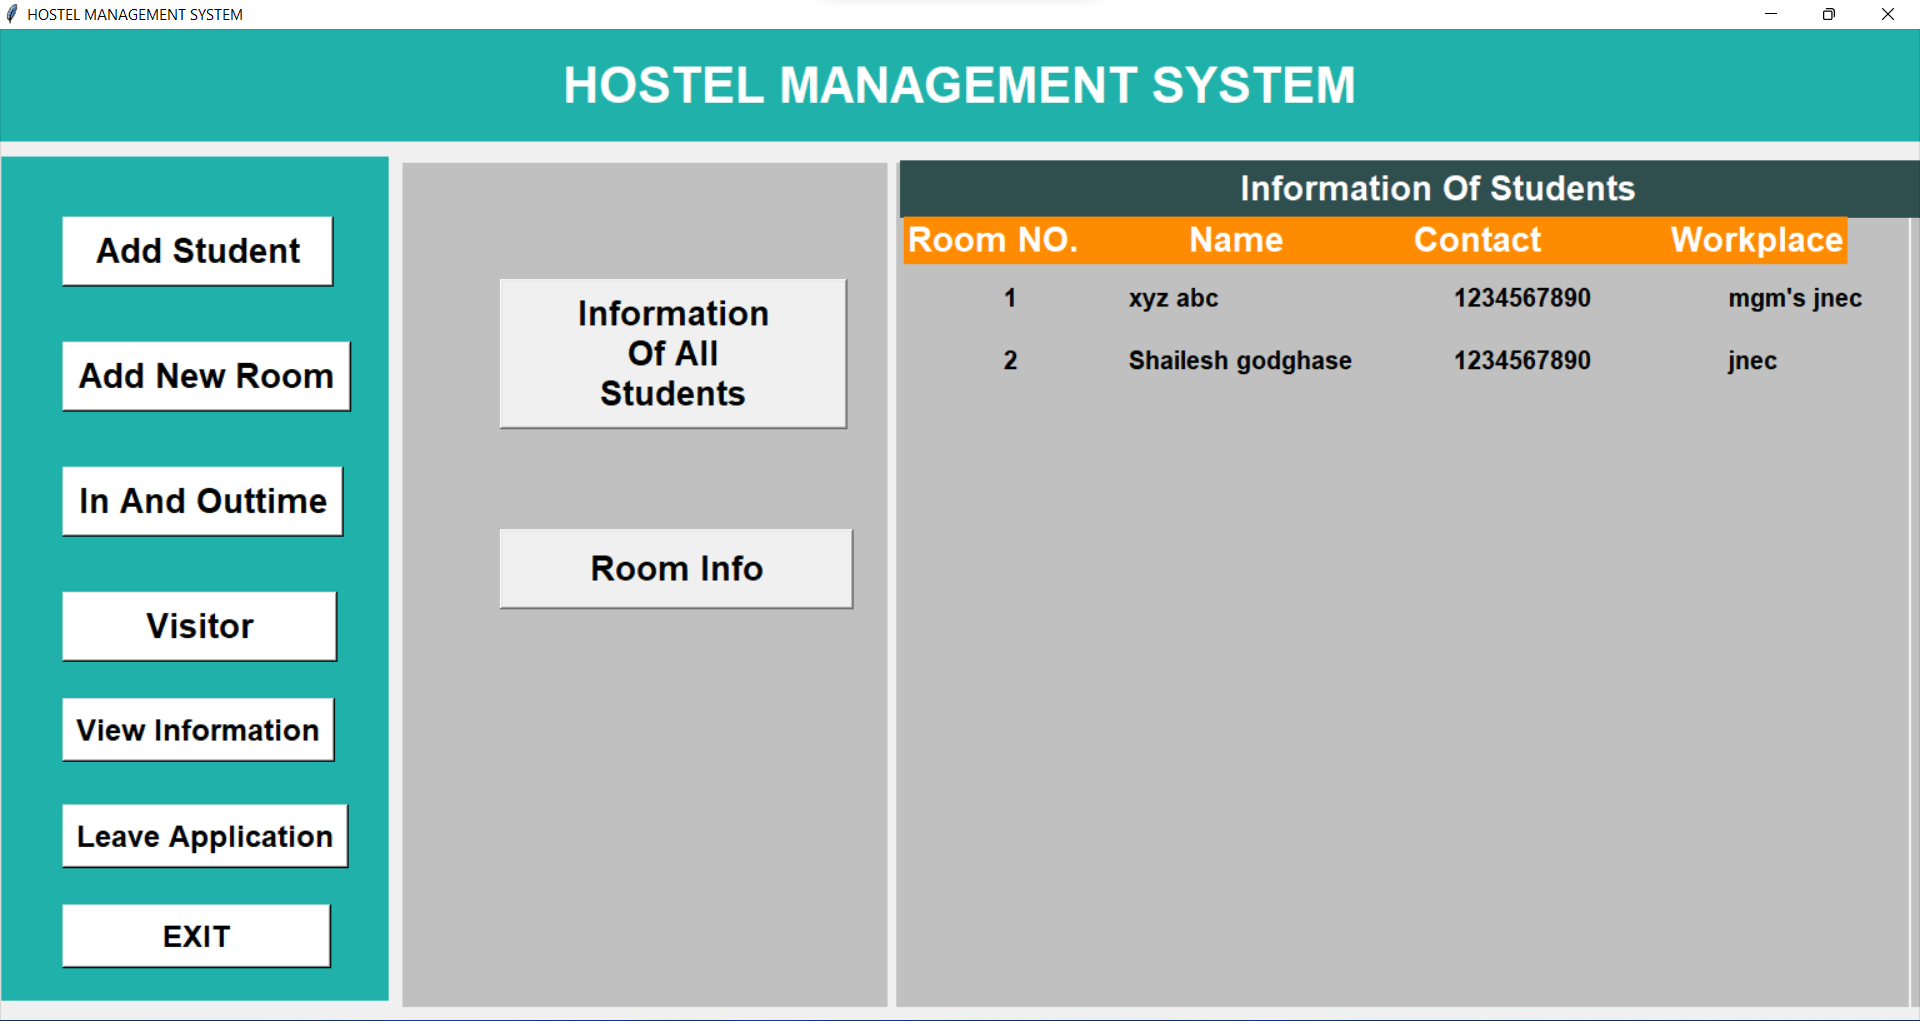 HOSTEL MANAGEMENT SYSTEM
HOSTEL MANAGEMENT SYSTEM
Add Student
Add New Room
In And Outtime
Visitor
View Information
Leave Application
EXIT
Information
Of All
Students
Room Info
Information Of Students
Room NO. Name Contact Workplace
1 xyz abc 1234567890 mgm's jnec
2 Shailesh godghase 1234567890 jnec